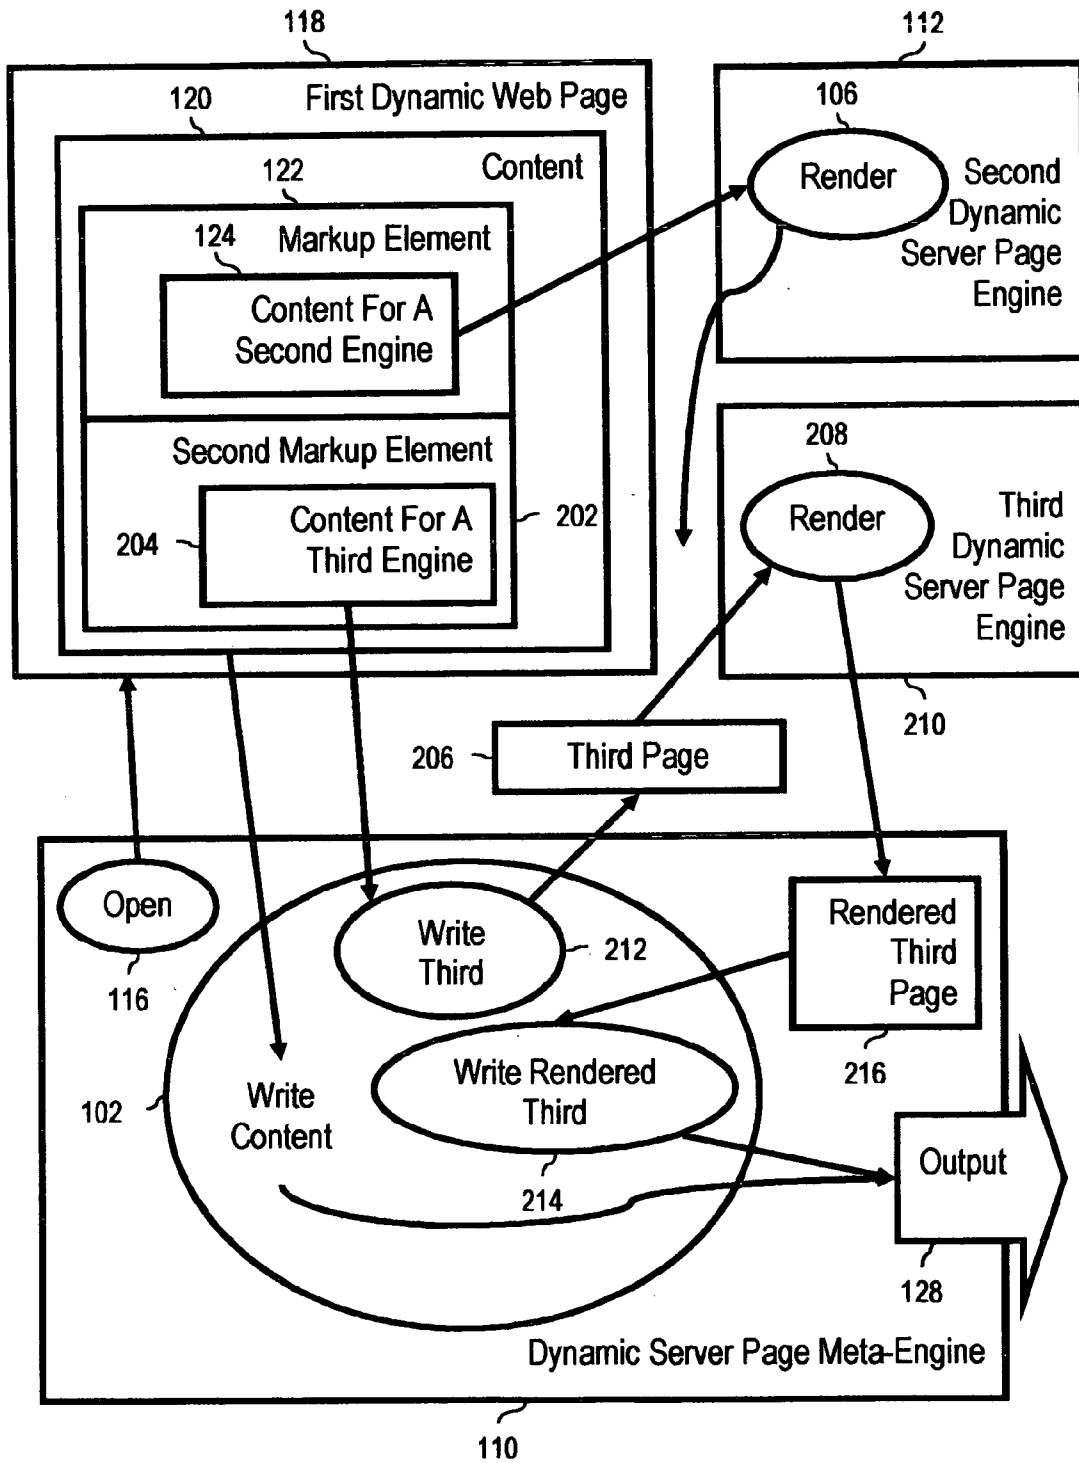 118
112
First Dynamic Web Page
120
106
Content
Render
Second
Dynamic
Server Page
Engine
122
124
Markup Element
Content For A
Second Engine
Second Markup Element
208
202
204
Content For A
Third Engine
Render
Third
Dynamic
Server Page
Engine
210
206
Third Page
Open
116
Write
Third
212
Rendered
Third
Page
216
102
Write
Content
Write Rendered
Third
214
Output
128
Dynamic Server Page Meta-Engine
110